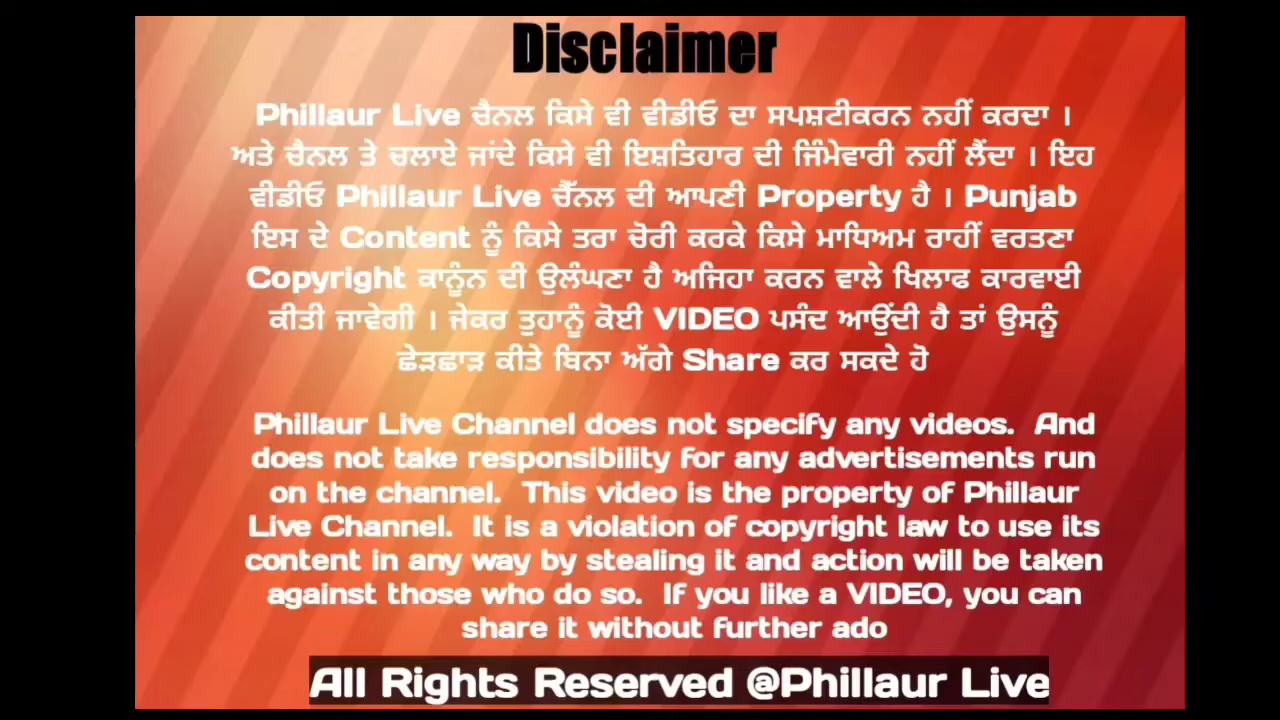 Disclaimer
Phillaur Live ਚੈਨਲ ਕਿਸੇ ਵੀ ਵੀਡੀਓ ਦਾ ਸਪਸ਼ਟੀਕਰਨ ਨਹੀਂ ਕਰਦਾ ।
ਅਤੇ ਚੈਨਲ ਤੇ ਚਲਾਏ ਜਾਂਦੇ ਕਿਸੇ ਵੀ ਇਸ਼ਤਿਹਾਰ ਦੀ ਜਿੰਮੇਵਾਰੀ ਨਹੀਂ ਲੈਂਦਾ । ਇਹ
ਵੀਡੀਓ Phillaur Live ਚੈੱਨਲ ਦੀ ਆਪਣੀ Property ਹੈ । Punjab
ਇਸ ਦੇ Content ਨੂੰ ਕਿਸੇ ਤਰਾ ਚੋਰੀ ਕਰਕੇ ਕਿਸੇ ਮਾਧਿਅਮ ਰਾਹੀਂ ਵਰਤਣਾ
Copyright ਕਾਨੂੰਨ ਦੀ ਉਲੰਘਣਾ ਹੈ ਅਜਿਹਾ ਕਰਨ ਵਾਲੇ ਖਿਲਾਫ ਕਾਰਵਾਈ
ਕੀਤੀ ਜਾਵੇਗੀ । ਜੇਕਰ ਤੁਹਾਨੂੰ ਕੋਈ VIDEO ਪਸੰਦ ਆਉਂਦੀ ਹੈ ਤਾਂ ਉਸਨੂੰ
ਛੇੜਛਾੜ ਕੀਤੇ ਬਿਨਾ ਅੱਗੇ Share ਕਰ ਸਕਦੇ ਹੋ
Phillaur Live Channel does not specify any videos. And
does not take responsibility for any advertisements run
on the channel. This video is the property of Phillaur
Live Channel. It is a violation of copyright law to use its
content in any way by stealing it and action will be taken
against those who do so. If you like a VIDEO, you can
share it without further ado
All Rights Reserved @Phillaur Live